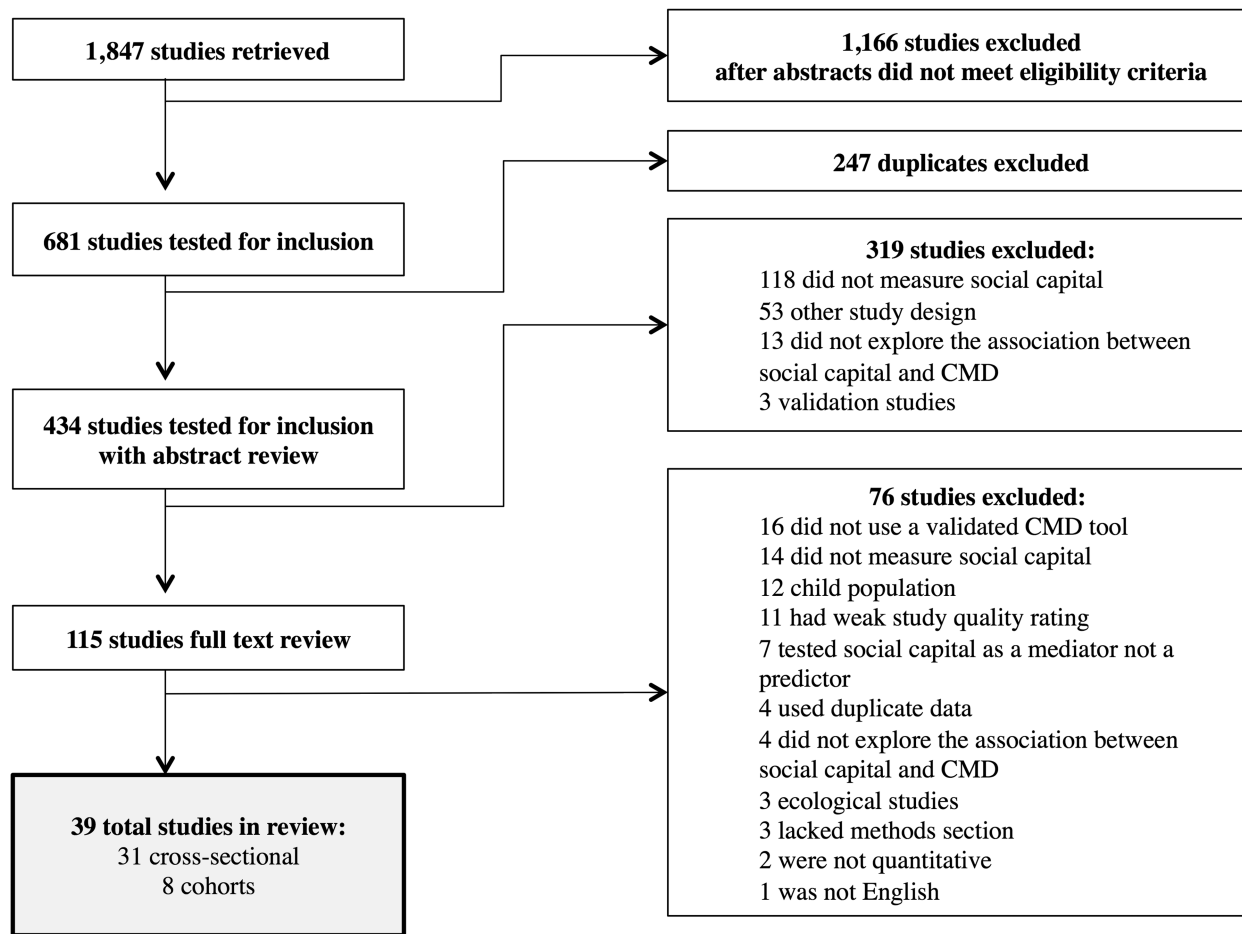 1,847 studies retrieved
1,166 studies excluded
after abstracts did not meet eligibility criteria
247 duplicates excluded
681 studies tested for inclusion
319 studies excluded:
118 did not measure social capital
53 other study design
13 did not explore the association between
social capital and CMD
3 validation studies
434 studies tested for inclusion
with abstract review
76 studies excluded:
16 did not use a validated CMD tool
14 did not measure social capital
12 child population
11 had weak study quality rating
7 tested social capital as a mediator not a
predictor
4 used duplicate data
4 did not explore the association between
social capital and CMD
3 ecological studies
3 lacked methods section
2 were not quantitative
1 was not English
115 studies full text review
39 total studies in review:
31 cross-sectional
8 cohorts